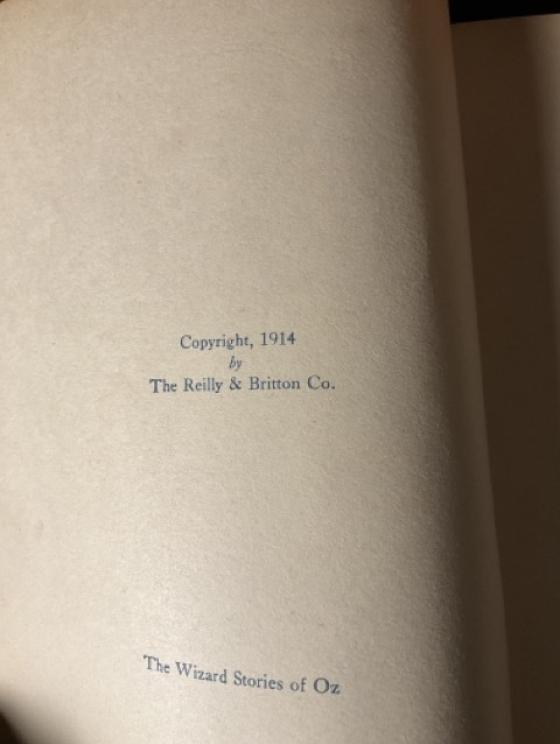 Copyright, 1914
by
The Reilly & Britton Co.
The Wizard Stories of Oz